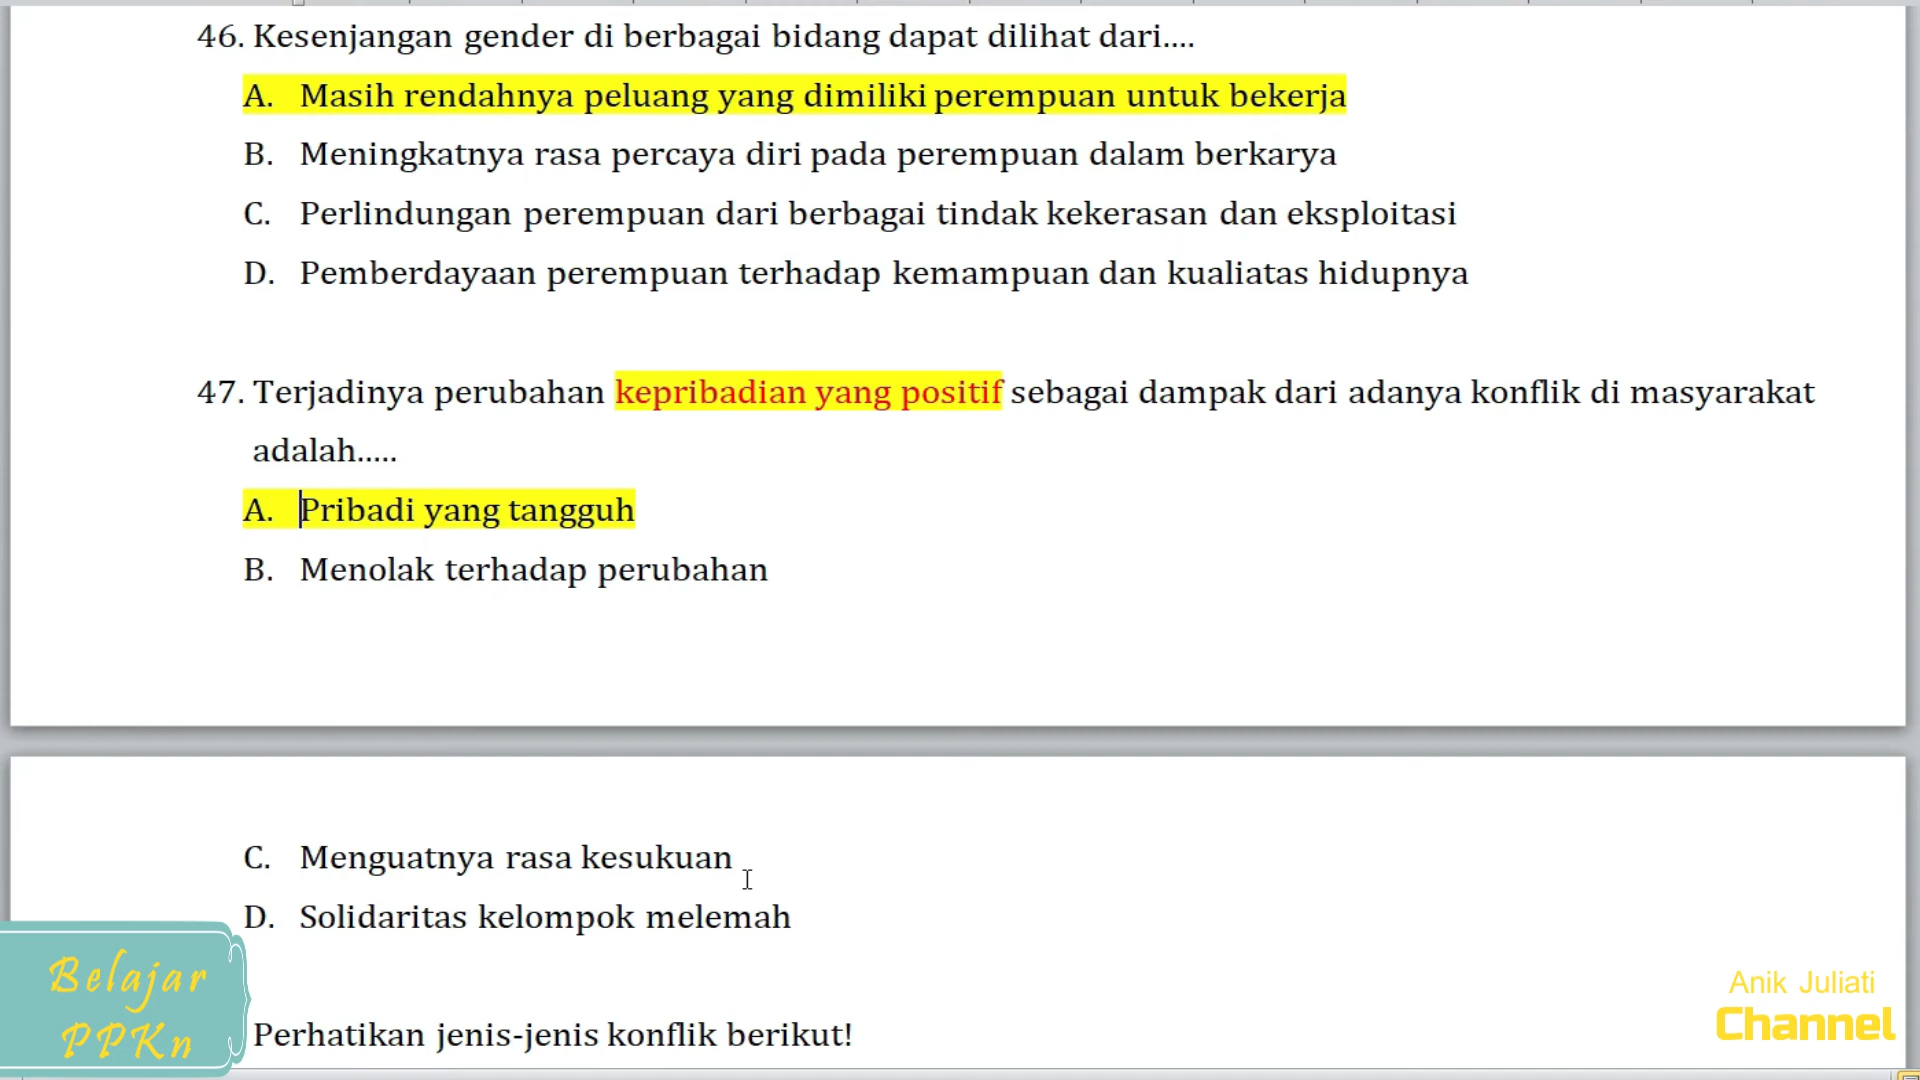 46. Kesenjangan gender di berbagai bidang dapat dilihat dari....
A. Masih rendahnya peluang yang dimiliki perempuan untuk bekerja
B. Meningkatnya rasa percaya diri pada perempuan dalam berkarya
C. Perlindungan perempuan dari berbagai tindak kekerasan dan eksploitasi
D. Pemberdayaan perempuan terhadap kemampuan dan kualiatas hidupnya
47. Terjadinya perubahan kepribadian yang positif sebagai dampak dari adanya konflik di masyarakat
adalah.....
A. Pribadi yang tangguh
B. Menolak terhadap perubahan
C. Menguatnya rasa kesukuan
D. Solidaritas kelompok melemah
Perhatikan jenis-jenis konflik berikut!
Belajar
PPKn
Anik Juliati
Channel